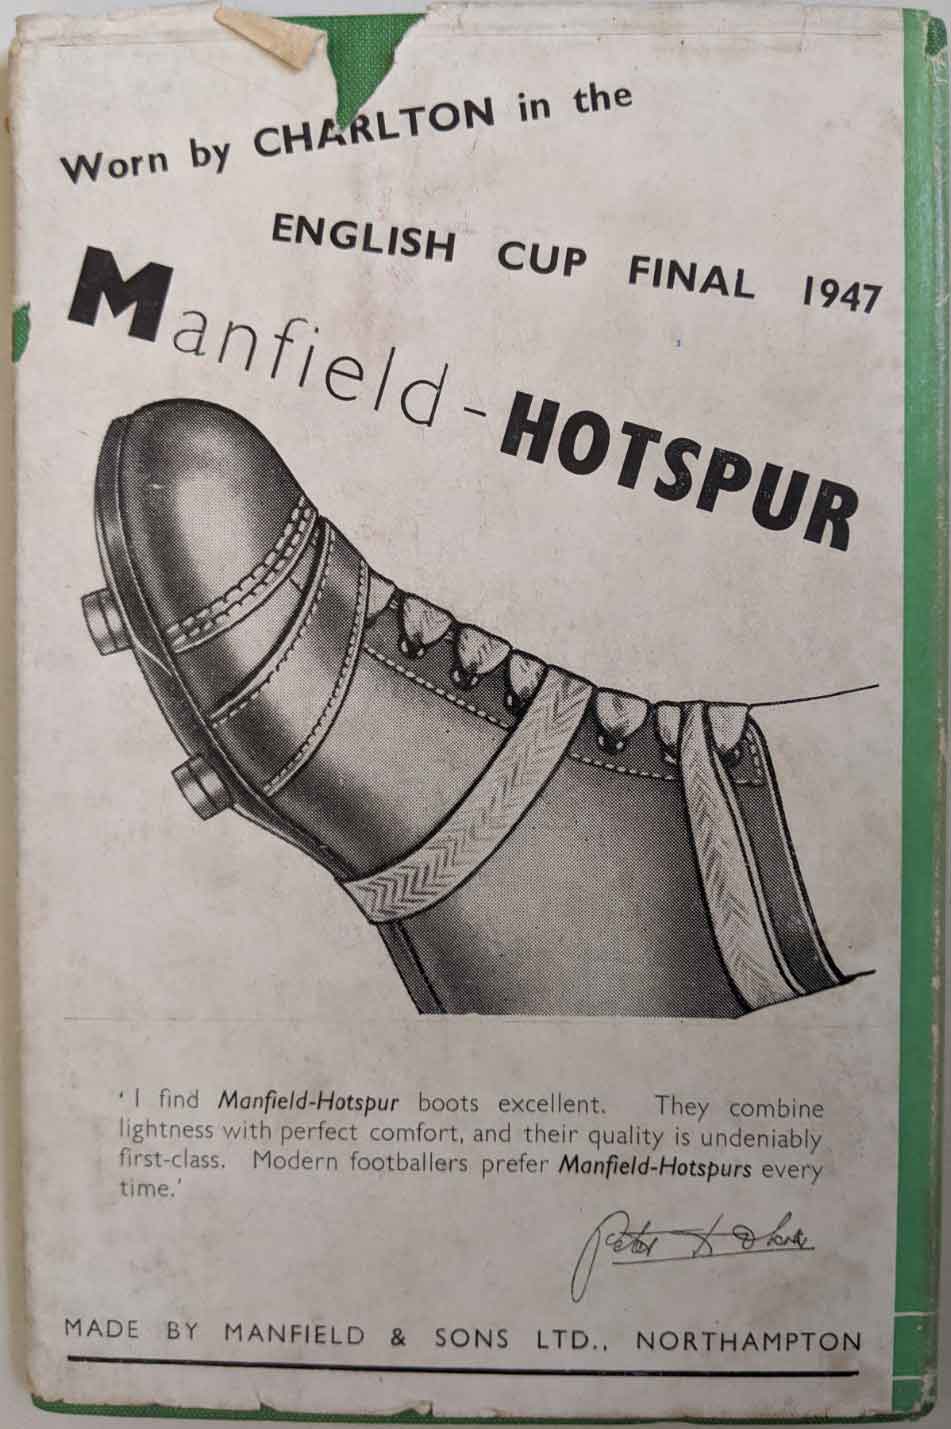 Worn by CHARLTON in the
ENGLISH CUP FINAL 1947
Manfield-HOTSPUR
‘I find Manfield-Hotspur boots excellent. They combine
lightness with perfect comfort, and their quality is undeniably
first-class. Modern footballers prefer Manfield-Hotspurs every
time.’
Peter
MADE BY MANFIELD & SONS LTD., NORTHAMPTON